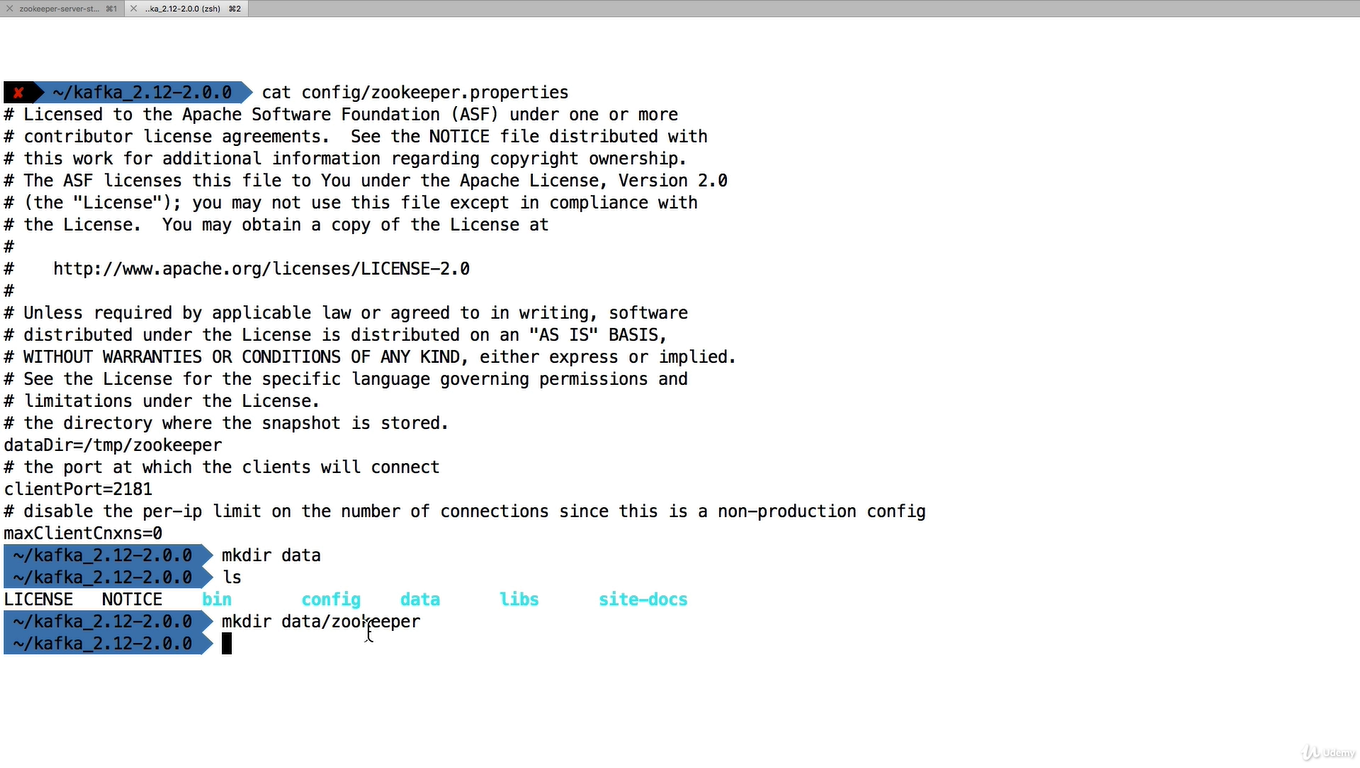 zookeeper-server-st... ⌘1 ..ka_2.12-2.0.0 (zsh) ⌘2
✘ ~/kafka_2.12-2.0.0 cat config/zookeeper.properties
# Licensed to the Apache Software Foundation (ASF) under one or more
# contributor license agreements.  See the NOTICE file distributed with
# this work for additional information regarding copyright ownership.
# The ASF licenses this file to You under the Apache License, Version 2.0
# (the "License"); you may not use this file except in compliance with
# the License.  You may obtain a copy of the License at
#
#    http://www.apache.org/licenses/LICENSE-2.0
#
# Unless required by applicable law or agreed to in writing, software
# distributed under the License is distributed on an "AS IS" BASIS,
# WITHOUT WARRANTIES OR CONDITIONS OF ANY KIND, either express or implied.
# See the License for the specific language governing permissions and
# limitations under the License.
# the directory where the snapshot is stored.
dataDir=/tmp/zookeeper
# the port at which the clients will connect
clientPort=2181
# disable the per-ip limit on the number of connections since this is a non-production config
maxClientCnxns=0
~/kafka_2.12-2.0.0 mkdir data
~/kafka_2.12-2.0.0 ls
LICENSE NOTICE bin config data libs site-docs
~/kafka_2.12-2.0.0 mkdir data/zookeeper
~/kafka_2.12-2.0.0
Udemy